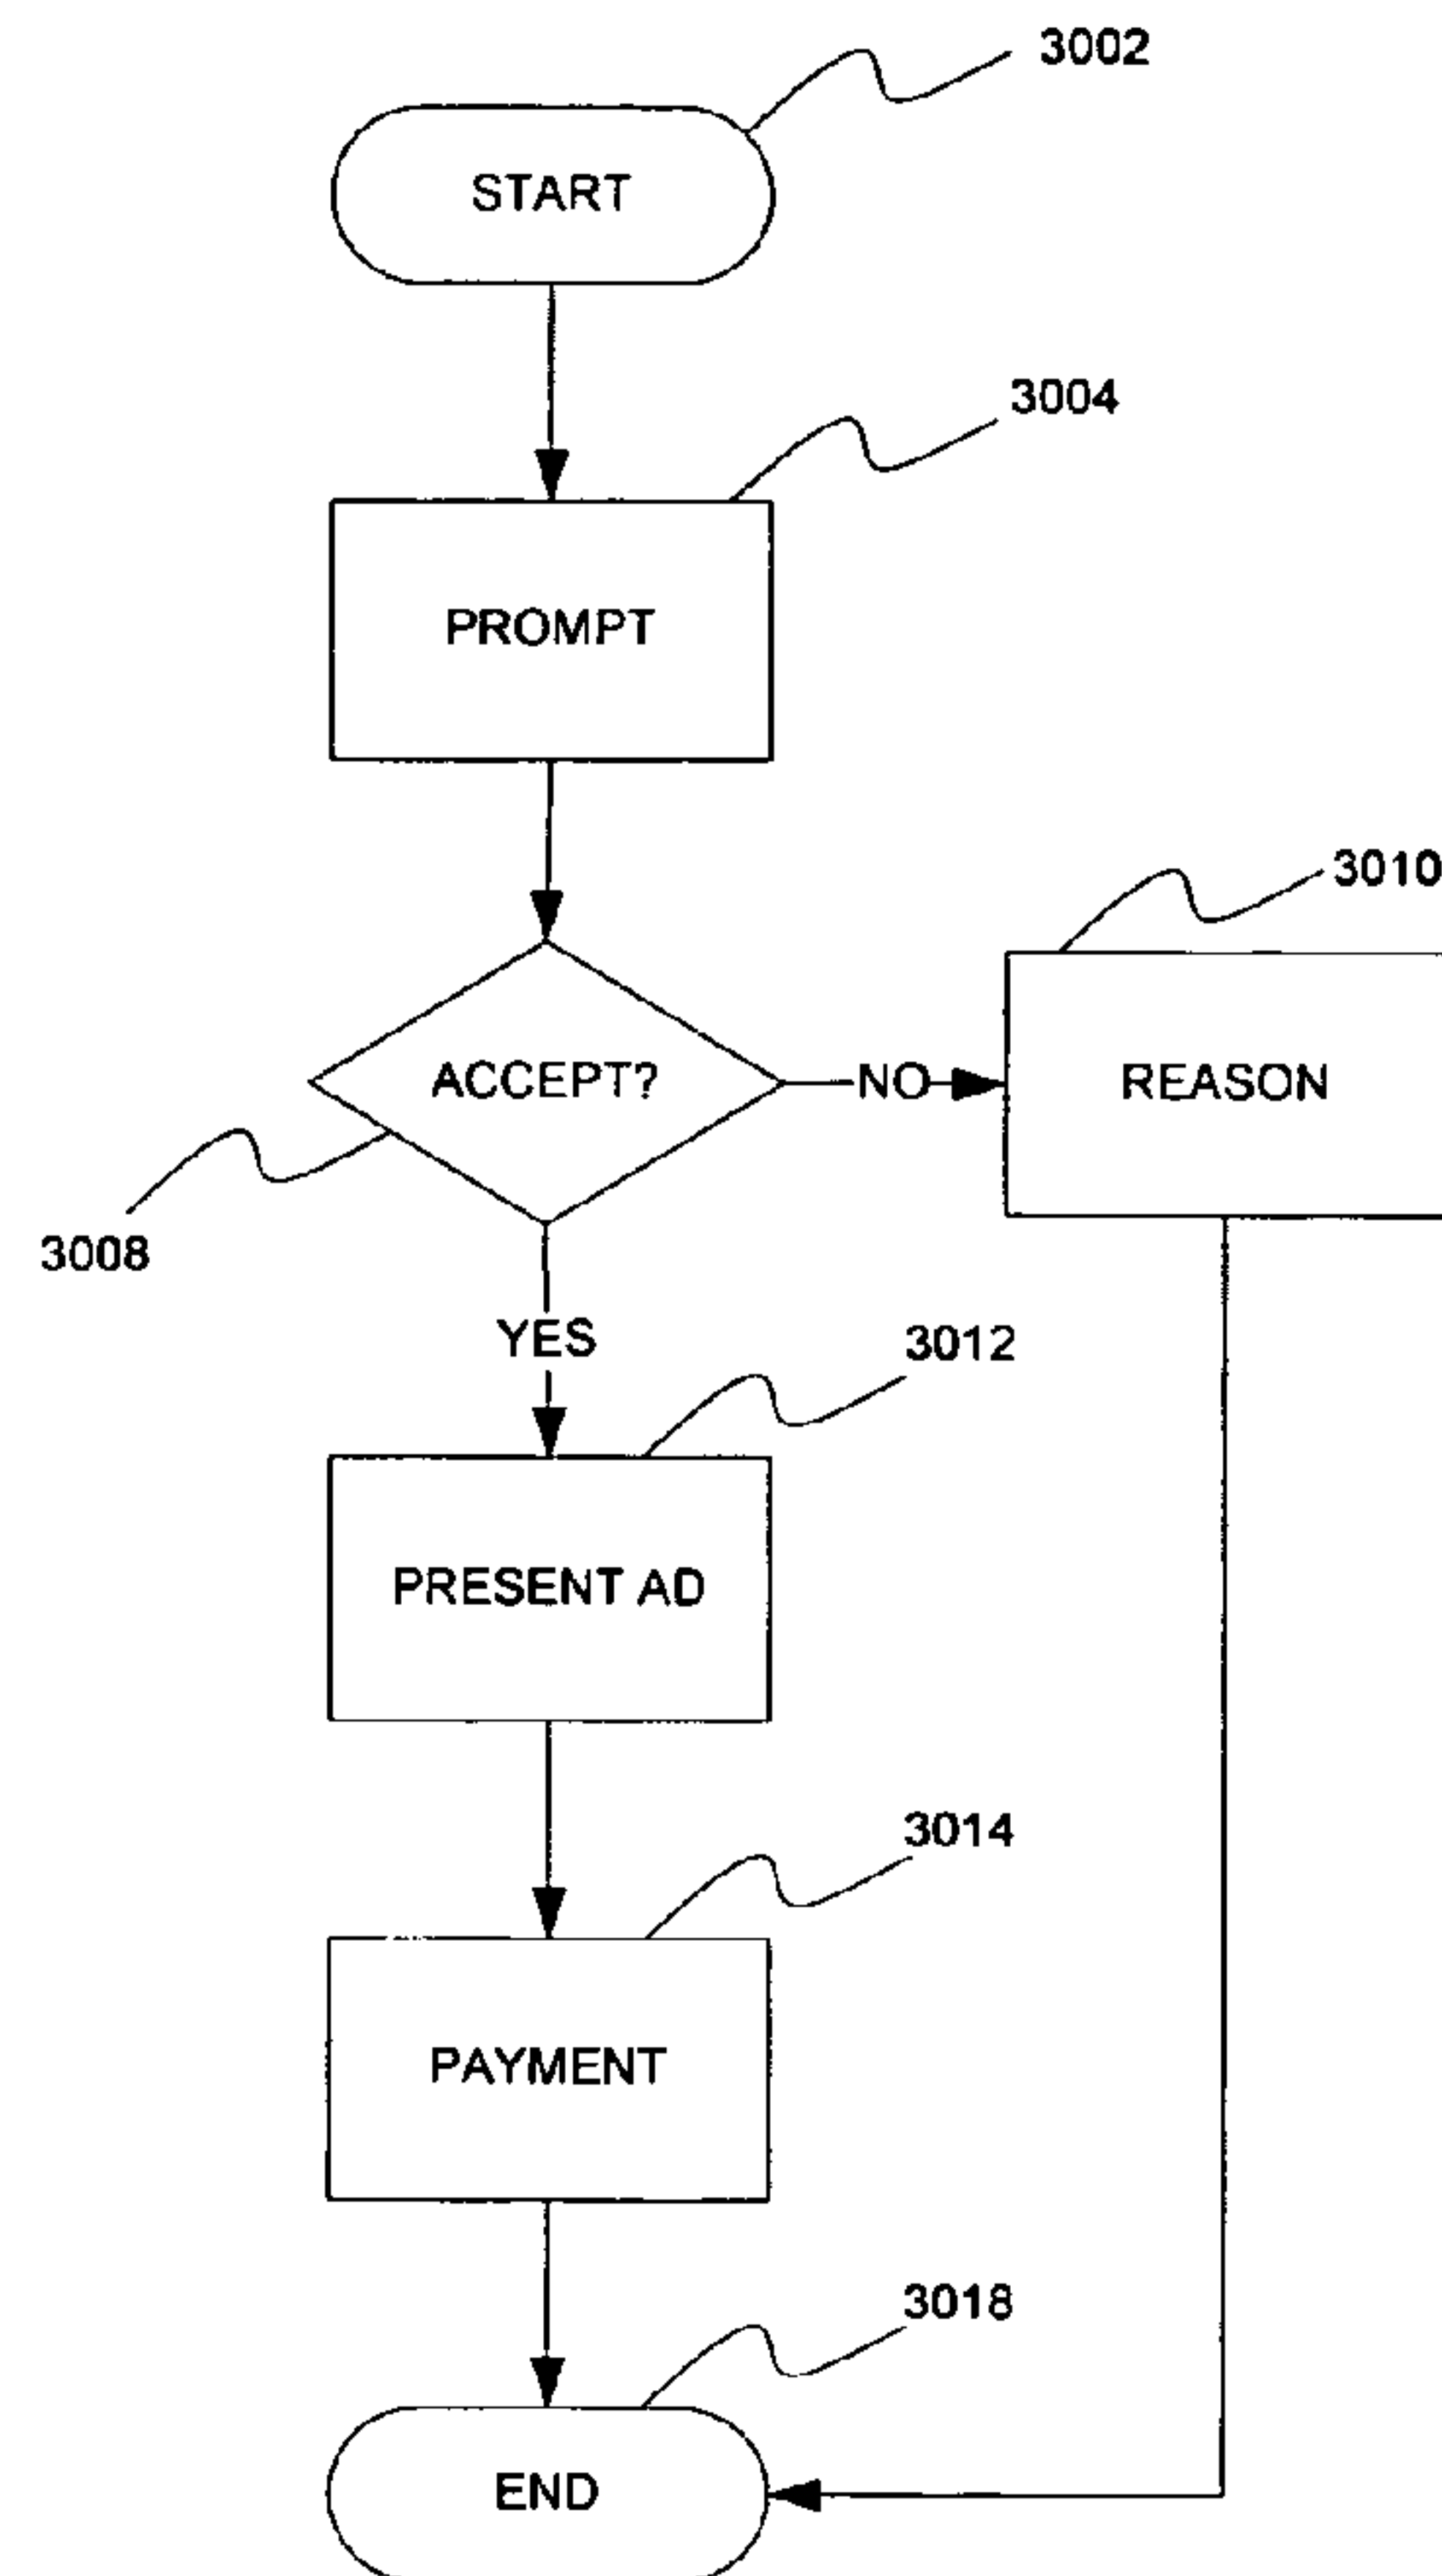 3002
START
3004
PROMPT
3010
ACCEPT?
NO
REASON
3008
YES
3012
PRESENT AD
3014
PAYMENT
3018
END